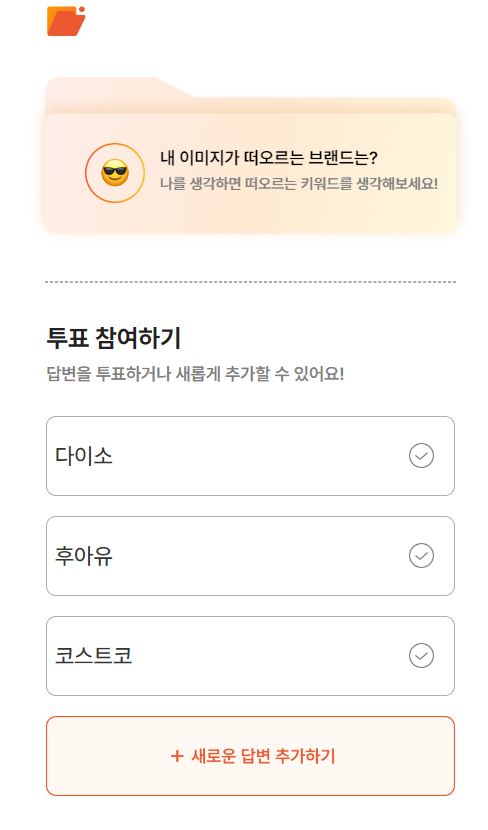 내 이미지가 떠오르는 브랜드는?
나를 생각하면 떠오르는 키워드를 생각해보세요!
투표 참여하기
답변을 투표하거나 새롭게 추가할 수 있어요!
다이소
후아유
코스트코
+ 새로운 답변 추가하기